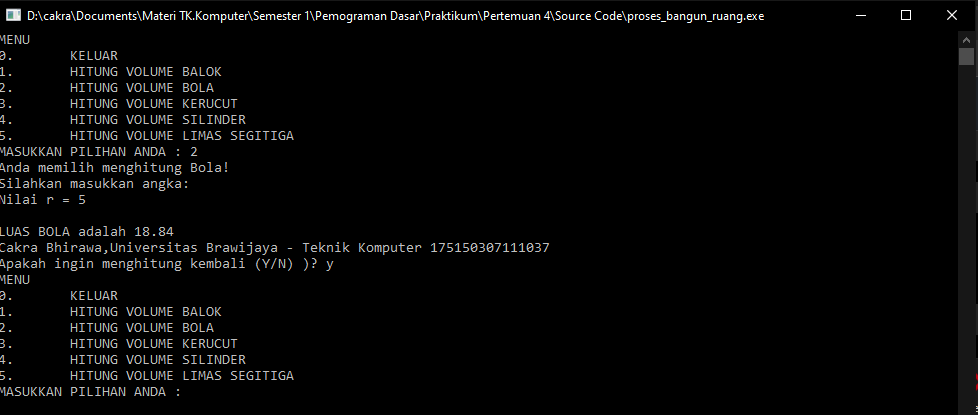 D:\cakra\Documents\Materi TK.Komputer\Semester 1\Pemograman Dasar\Praktikum\Pertemuan 4\Source Code\proses_bangun_ruang.exe
MENU
0. KELUAR
1. HITUNG VOLUME BALOK
2. HITUNG VOLUME BOLA
3. HITUNG VOLUME KERUCUT
4. HITUNG VOLUME SILINDER
5. HITUNG VOLUME LIMAS SEGITIGA
MASUKKAN PILIHAN ANDA : 2
Anda memilih menghitung Bola!
Silahkan masukkan angka:
Nilai r = 5
LUAS BOLA adalah 18.84
Cakra Bhirawa,Universitas Brawijaya - Teknik Komputer 175150307111037
Apakah ingin menghitung kembali (Y/N) )? y
MENU
0. KELUAR
1. HITUNG VOLUME BALOK
2. HITUNG VOLUME BOLA
3. HITUNG VOLUME KERUCUT
4. HITUNG VOLUME SILINDER
5. HITUNG VOLUME LIMAS SEGITIGA
MASUKKAN PILIHAN ANDA :